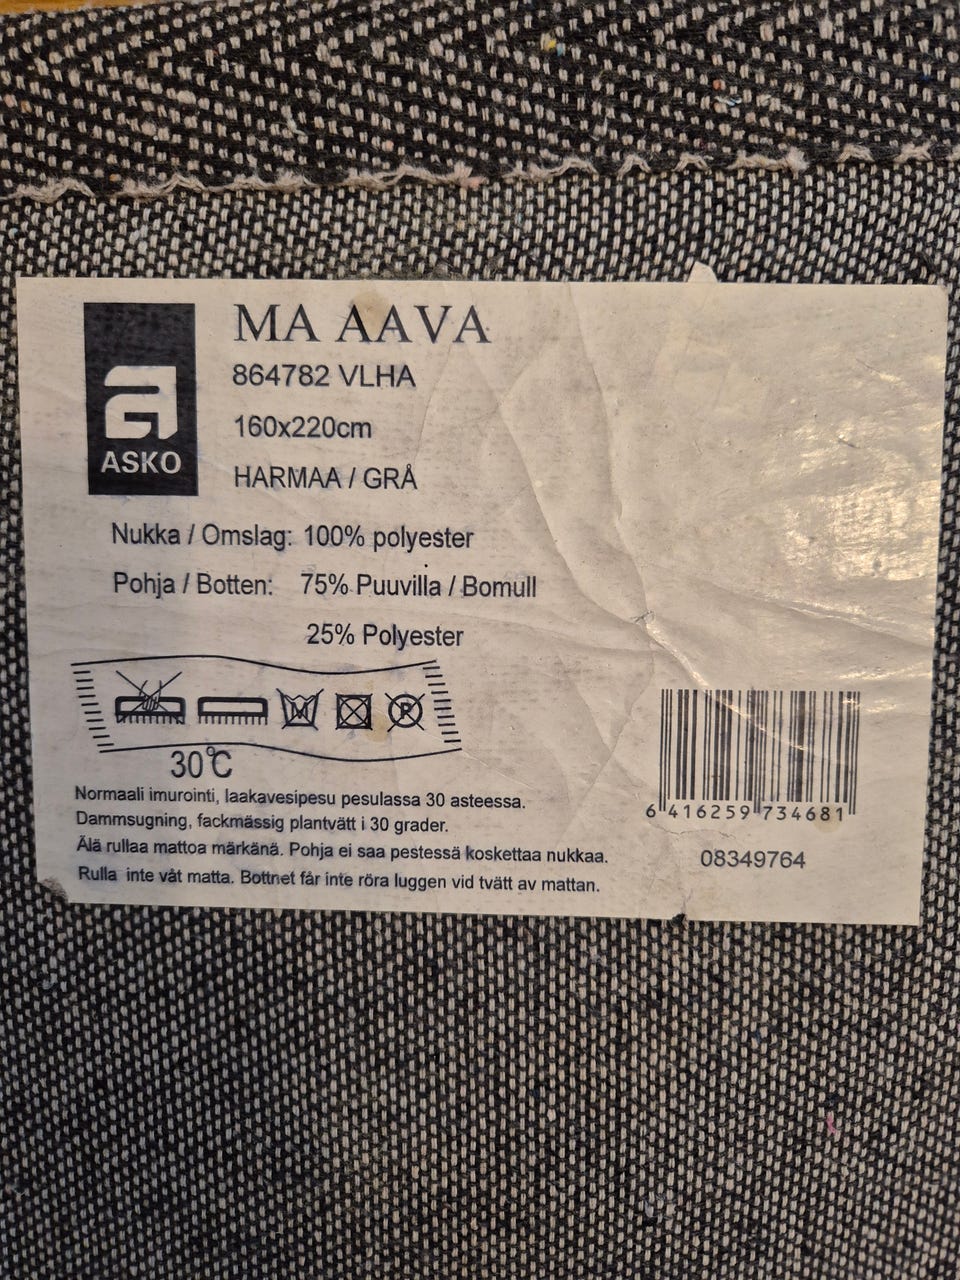 MA AAVA
864782 VLHA
160x220cm
HARMAA / GRÅ
ASKO
Nukka / Omslag: 100% polyester
Pohja / Botten: 75% Puuvilla / Bomull
25% Polyester
P
30°C
Normaali imurointi, laakavesipesu pesulassa 30 asteessa.
Dammsugning, fackmässig plantvätt i 30 grader.
Älä rullaa mattoa märkänä. Pohja ei saa pestessä koskettaa nukkaa.
Rulla inte våt matta. Bottnet får inte röra luggen vid tvätt av mattan.
6 416259 734681
08349764